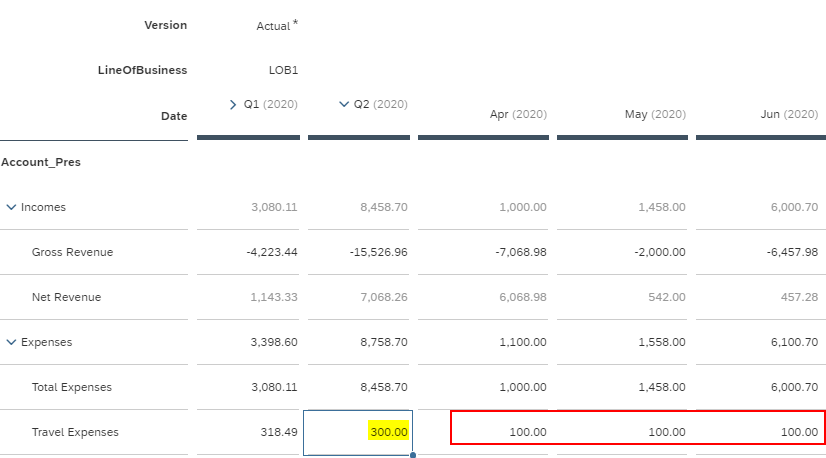 Version Actual *
LineOfBusiness LOB1
Date Q1 (2020) Q2 (2020) Apr (2020) May (2020) Jun (2020)
Account_Pres
Incomes 3,080.11 8,458.70 1,000.00 1,458.00 6,000.70
Gross Revenue -4,223.44 -15,526.96 -7,068.98 -2,000.00 -6,457.98
Net Revenue 1,143.33 7,068.26 6,068.98 542.00 457.28
Expenses 3,398.60 8,758.70 1,100.00 1,558.00 6,100.70
Total Expenses 3,080.11 8,458.70 1,000.00 1,458.00 6,000.70
Travel Expenses 318.49 300.00 100.00 100.00 100.00